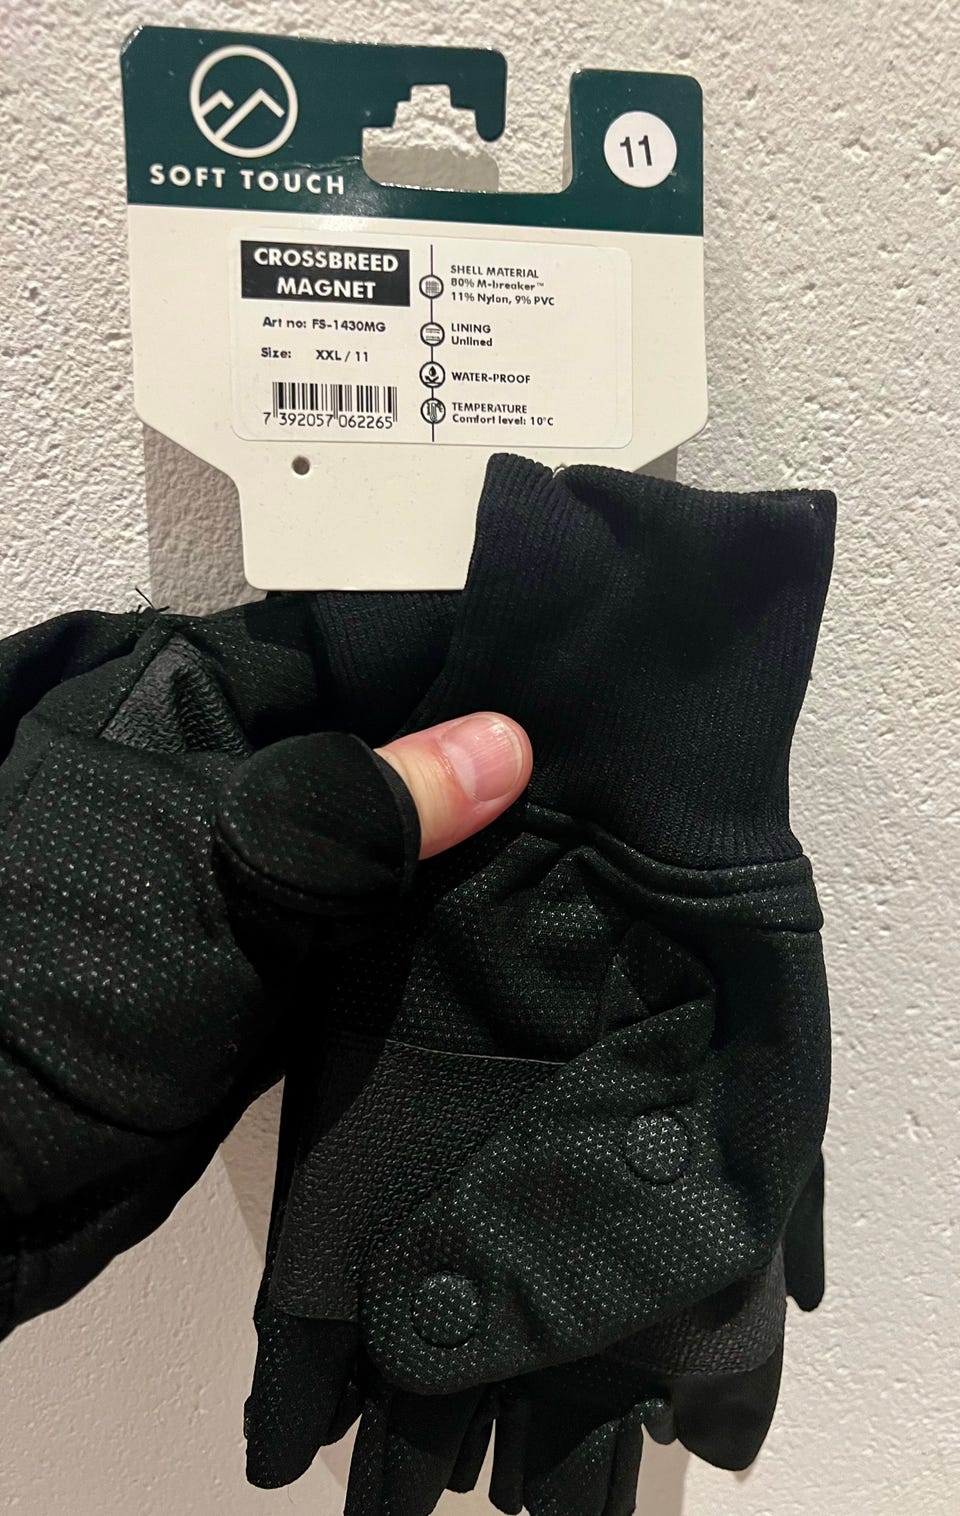 SOFT TOUCH
11
CROSSBREED
MAGNET
Art no: FS-1430MG
Size: XXL / 11
7 392057 062265
SHELL MATERIAL
80% M-breaker™
11% Nylon, 9% PVC
LINING
Unlined
WATER-PROOF
TEMPERATURE
Comfort level: 10°C